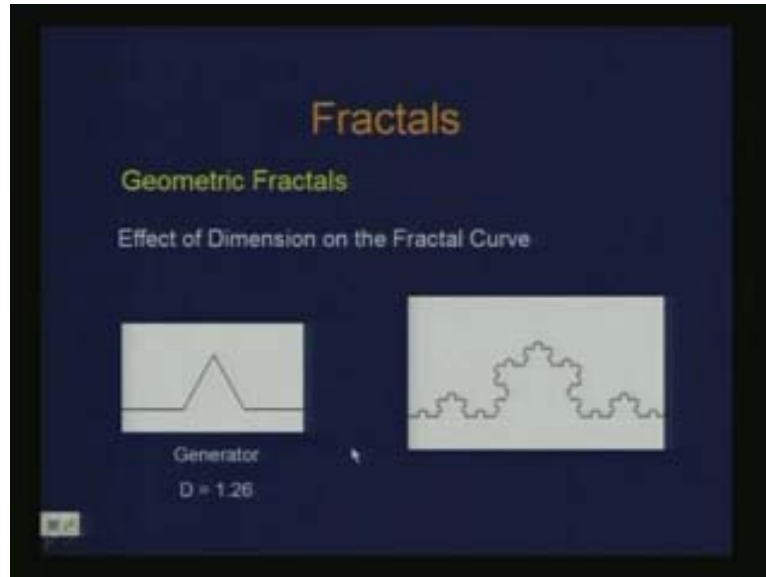 Fractals
Geometric Fractals
Effect of Dimension on the Fractal Curve
Generator
D = 1.26